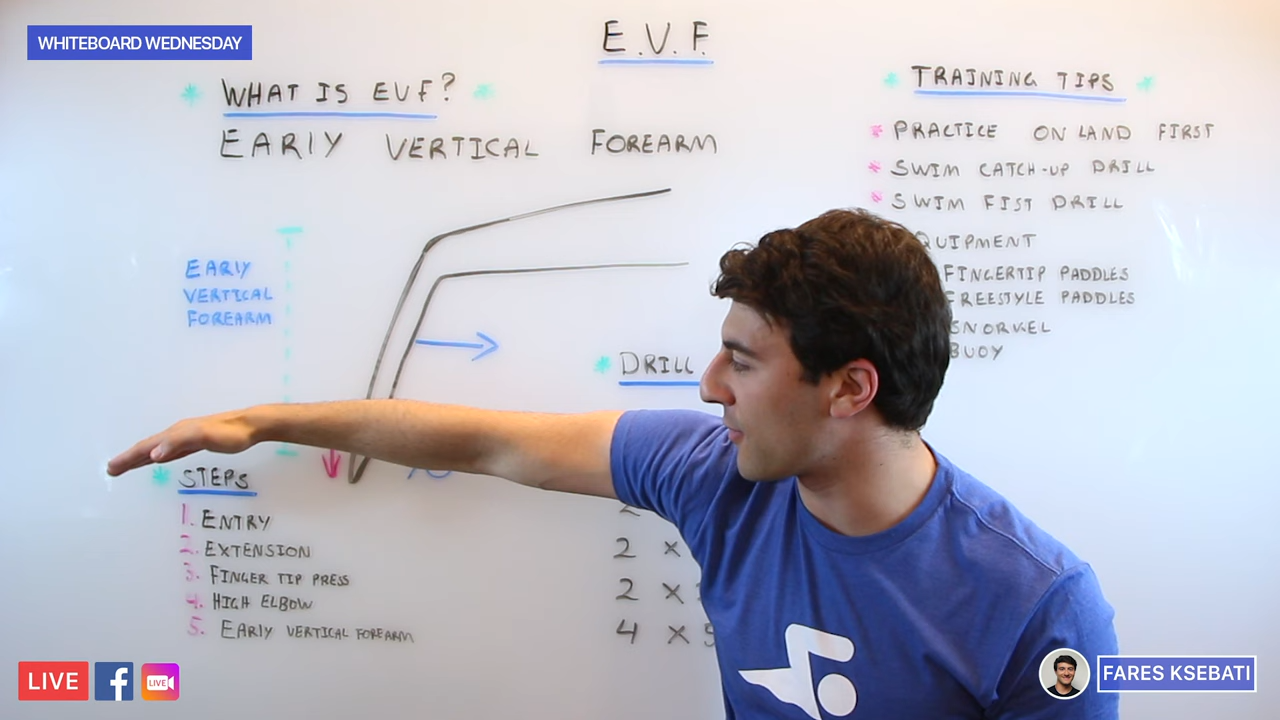 WHITEBOARD WEDNESDAY
E.V.F.
* WHAT IS EVF? *
EARLY VERTICAL FOREARM
EARLY
VERTICAL
FOREARM
* STEPS
1. ENTRY
2. EXTENSION
3. FINGER TIP PRESS
4. HIGH ELBOW
5. EARLY VERTICAL FOREARM
* DRILL
2
2 X
2 X
4 X 5
* TRAINING TIPS *
* PRACTICE ON LAND FIRST
* SWIM CATCH-UP DRILL
* SWIM FIST DRILL
QUIPMENT
FINGERTIP PADDLES
FREESTYLE PADDLES
SNORKEL
BUOY
LIVE
LIVE
FARES KSEBATI